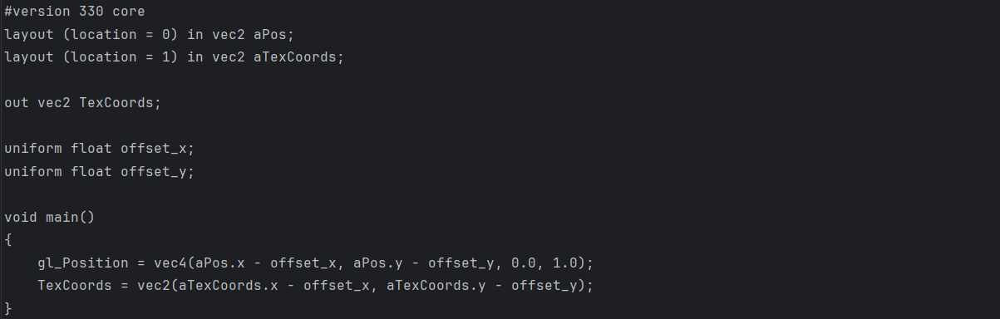 #version 330 core
layout (location = 0) in vec2 aPos;
layout (location = 1) in vec2 aTexCoords;

out vec2 TexCoords;

uniform float offset_x;
uniform float offset_y;

void main()
{
    gl_Position = vec4(aPos.x - offset_x, aPos.y - offset_y, 0.0, 1.0);
    TexCoords = vec2(aTexCoords.x - offset_x, aTexCoords.y - offset_y);
}